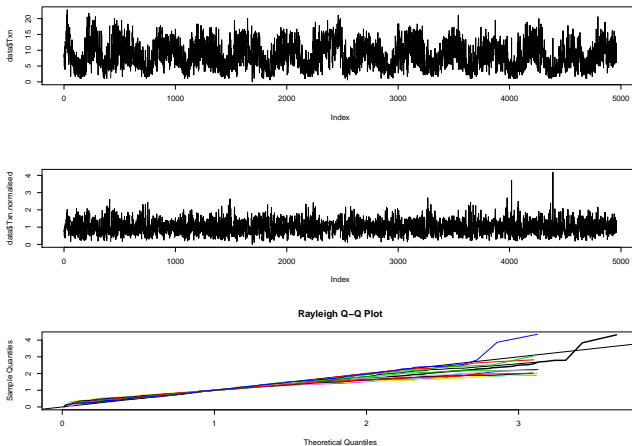 data$Txn
20
15
10
5
0
0 1000 2000 3000 4000 5000
Index
data$Txn.normalised
4
3
2
1
0
0 1000 2000 3000 4000 5000
Index
Rayleigh Q−Q Plot
Sample Quantiles
4
3
2
1
0
0 1 2 3
Theoretical Quantiles